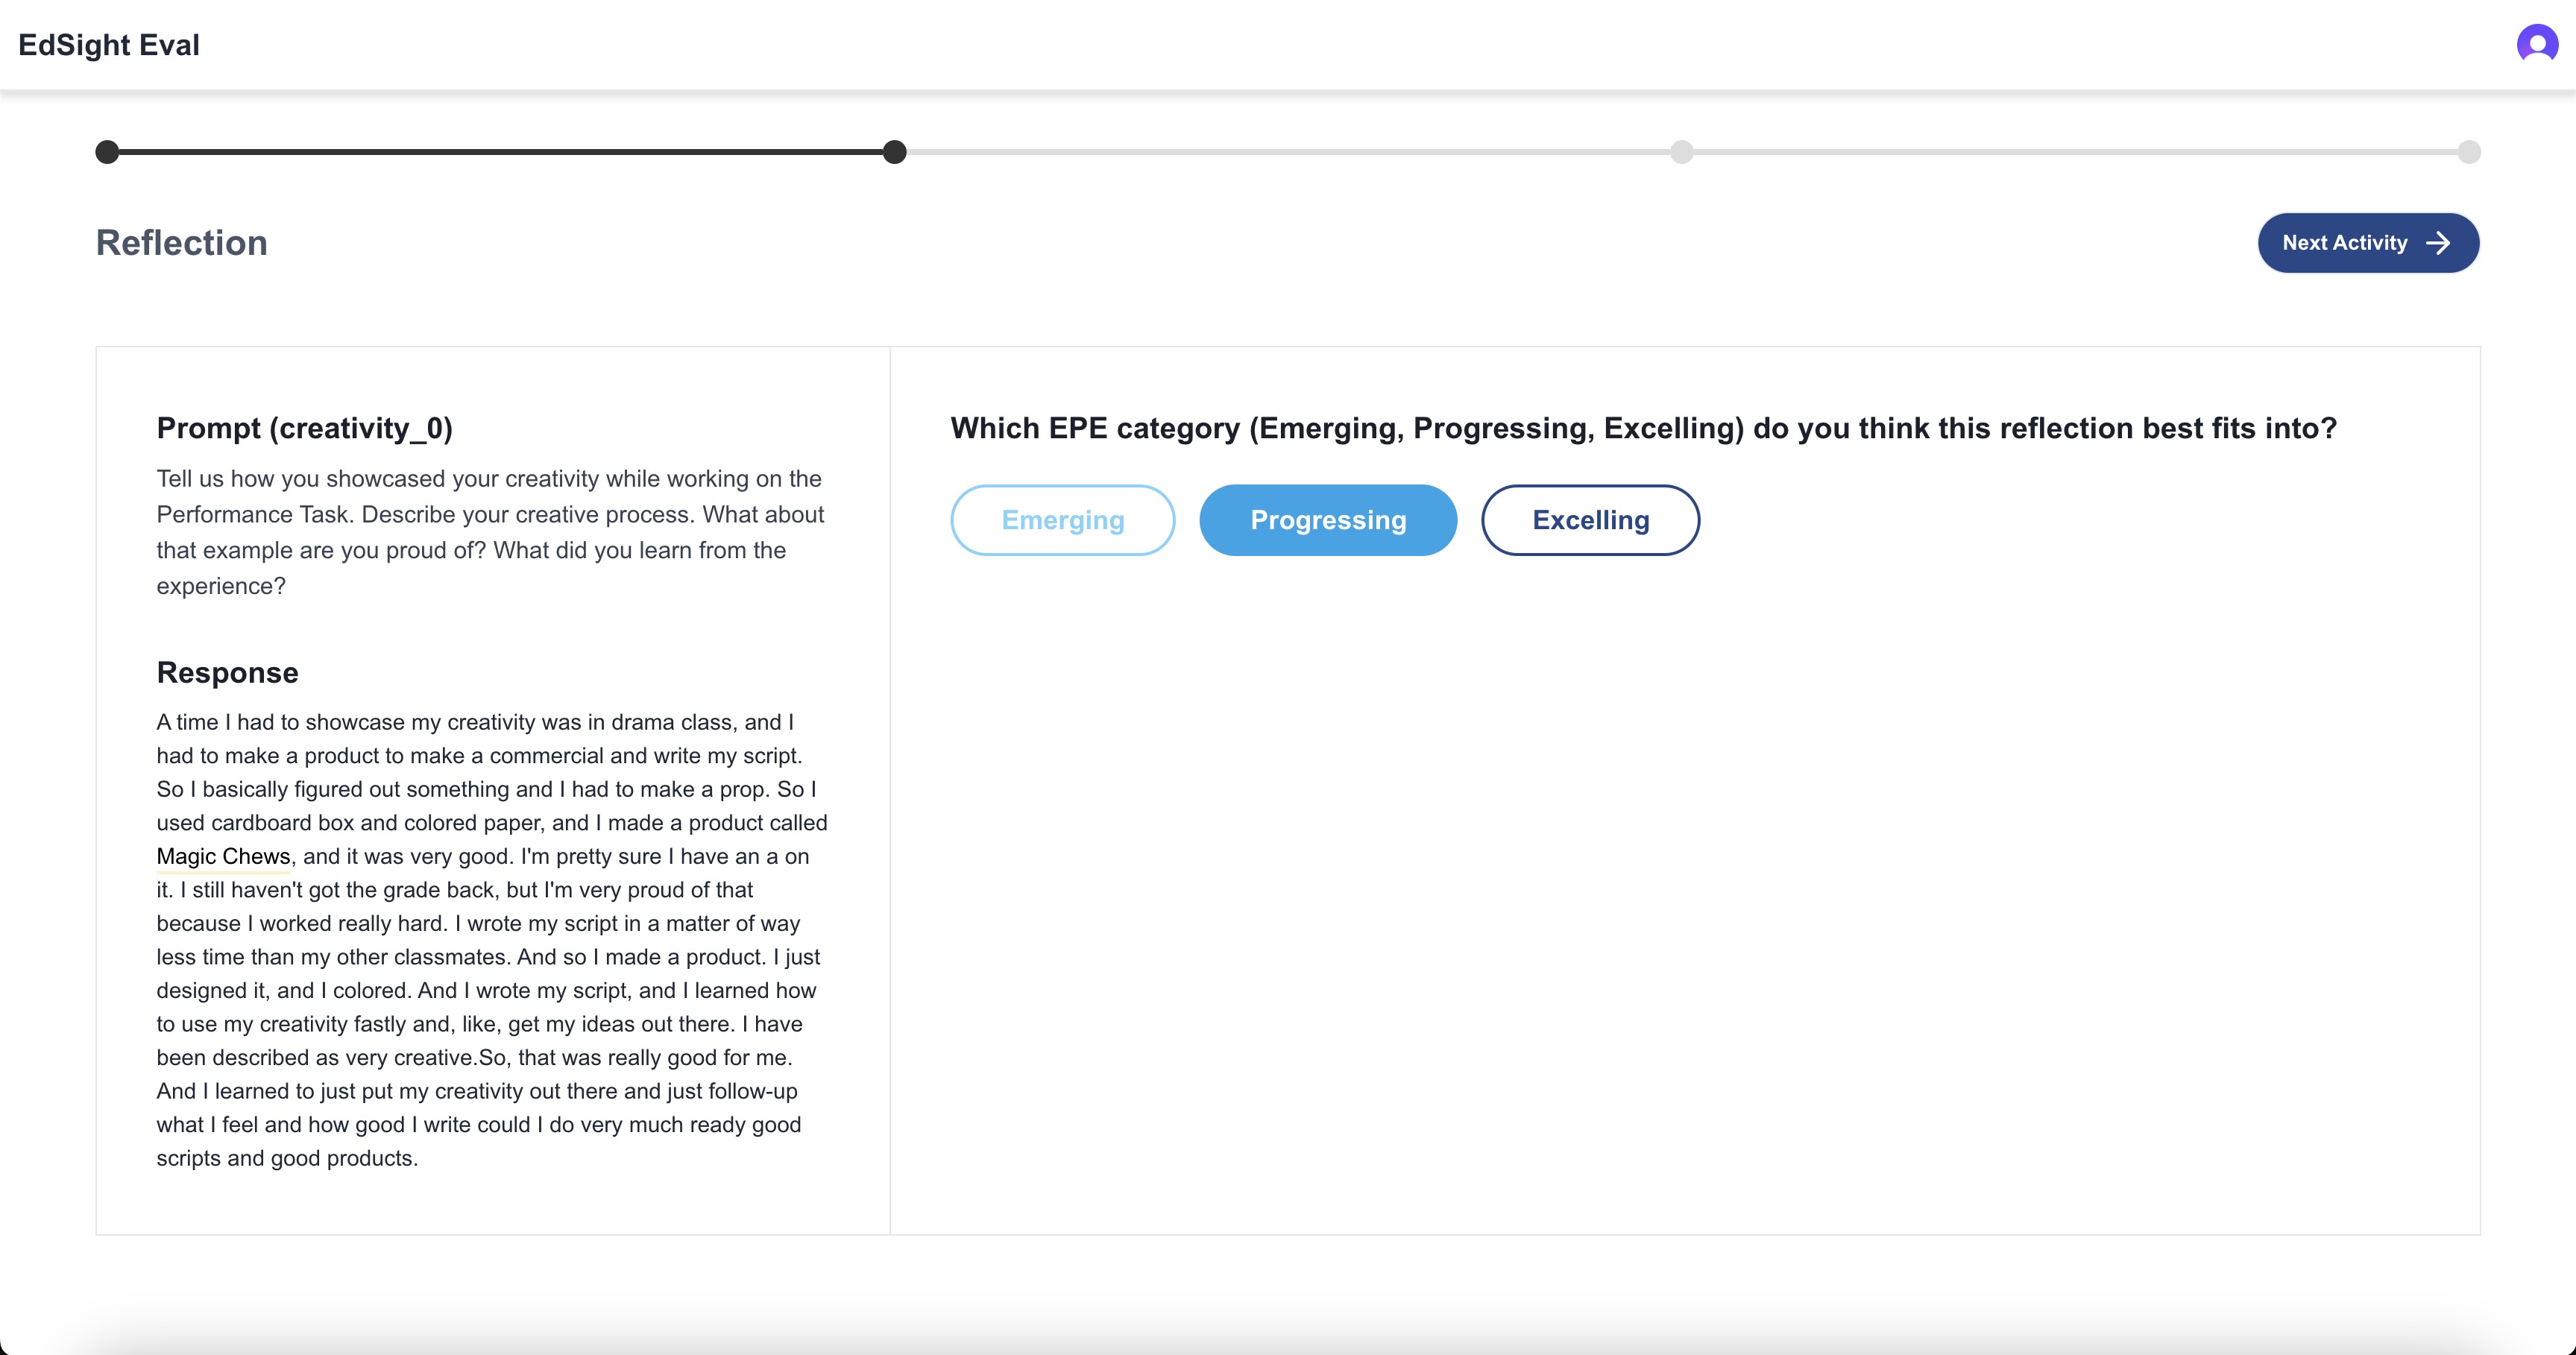 EdSight Eval
Reflection
Next Activity
Prompt (creativity_0)
Tell us how you showcased your creativity while working on the
Performance Task. Describe your creative process. What about
that example are you proud of? What did you learn from the
experience?
Response
A time I had to showcase my creativity was in drama class, and I
had to make a product to make a commercial and write my script.
So I basically figured out something and I had to make a prop. So I
used cardboard box and colored paper, and I made a product called
Magic Chews, and it was very good. I'm pretty sure I have an a on
it. I still haven't got the grade back, but I'm very proud of that
because I worked really hard. I wrote my script in a matter of way
less time than my other classmates. And so I made a product. I just
designed it, and I colored. And I wrote my script, and I learned how
to use my creativity fastly and, like, get my ideas out there. I have
been described as very creative.So, that was really good for me.
And I learned to just put my creativity out there and just follow-up
what I feel and how good I write could I do very much ready good
scripts and good products.
Which EPE category (Emerging, Progressing, Excelling) do you think this reflection best fits into?
Emerging
Progressing
Excelling